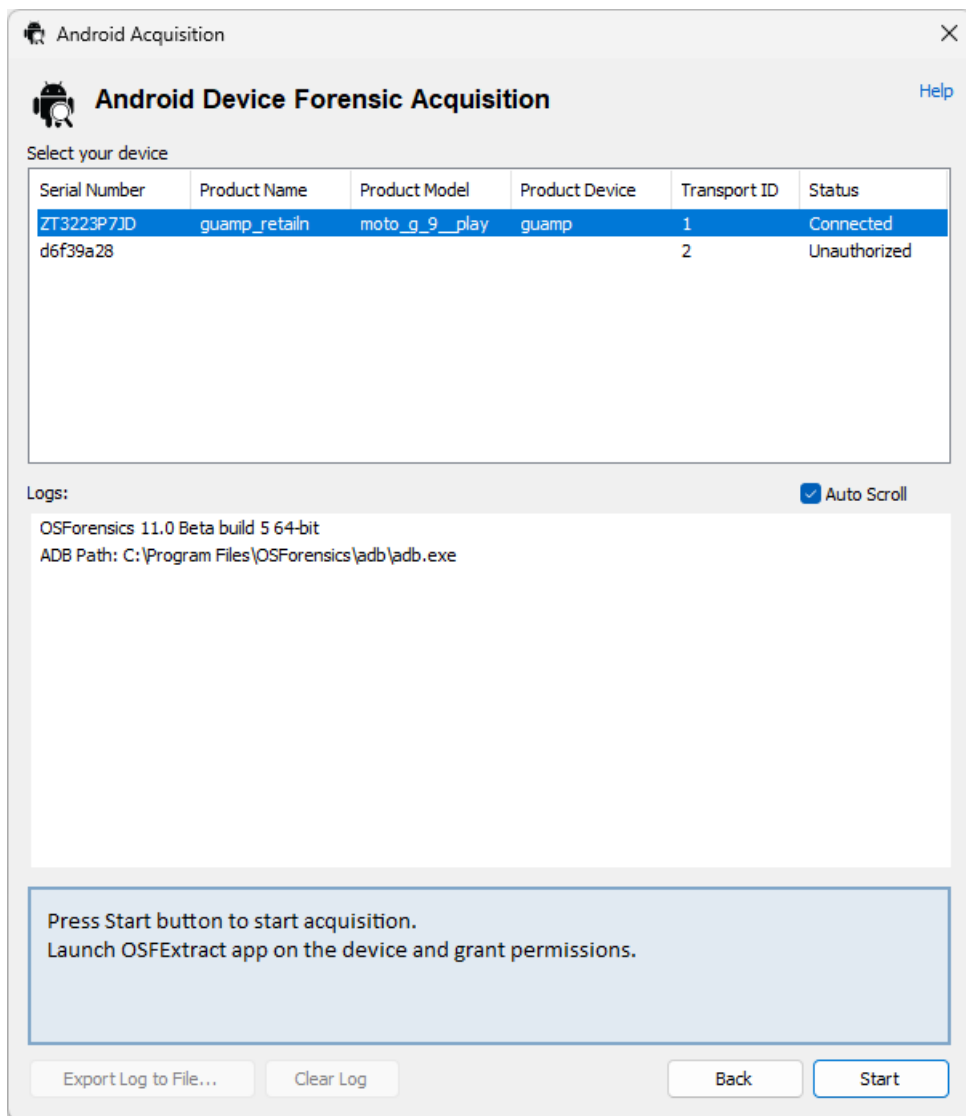 Android Acquisition
Android Device Forensic Acquisition
Help
Select your device
Serial Number Product Name Product Model Product Device Transport ID Status
ZT3223P7JD guamp_retailn moto_g_9__play guamp 1 Connected
d6f39a28 2 Unauthorized
Logs:
Auto Scroll
OSForensics 11.0 Beta build 5 64-bit
ADB Path: C:\Program Files\OSForensics\adb\adb.exe
Press Start button to start acquisition.
Launch OSFExtract app on the device and grant permissions.
Export Log to File... Clear Log Back Start